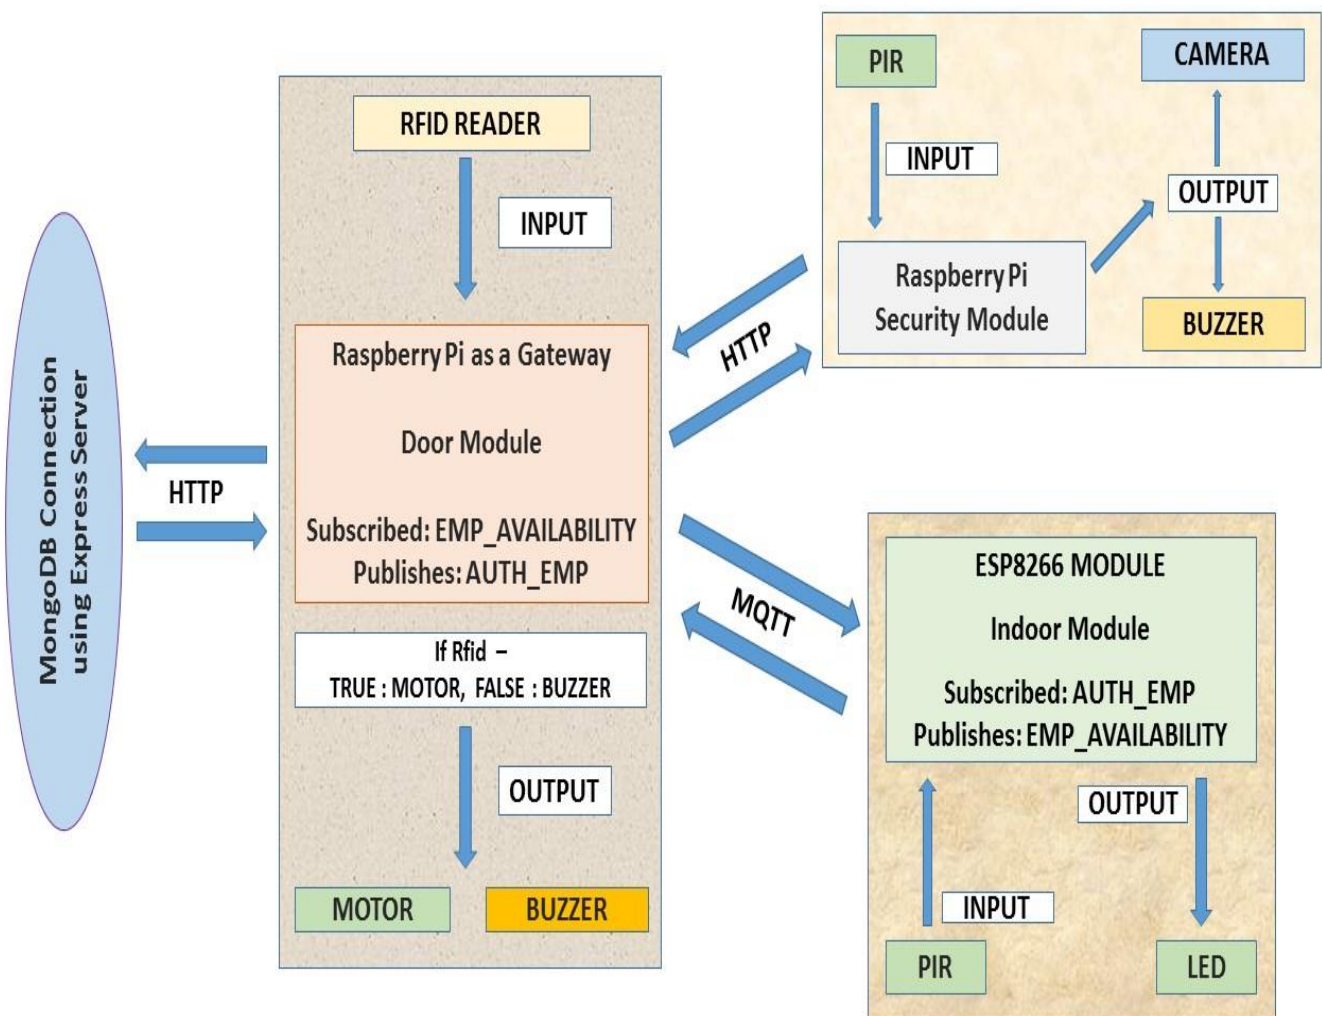 MongoDB Connection
using Express Server
HTTP
RFID READER
INPUT
Raspberry Pi as a Gateway
Door Module
Subscribed: EMP_AVAILABILITY
Publishes: AUTH_EMP
If Rfid –
TRUE : MOTOR, FALSE : BUZZER
OUTPUT
MOTOR
BUZZER
HTTP
MQTT
PIR
CAMERA
INPUT
OUTPUT
Raspberry Pi
Security Module
BUZZER
ESP8266 MODULE
Indoor Module
Subscribed: AUTH_EMP
Publishes: EMP_AVAILABILITY
OUTPUT
INPUT
PIR
LED